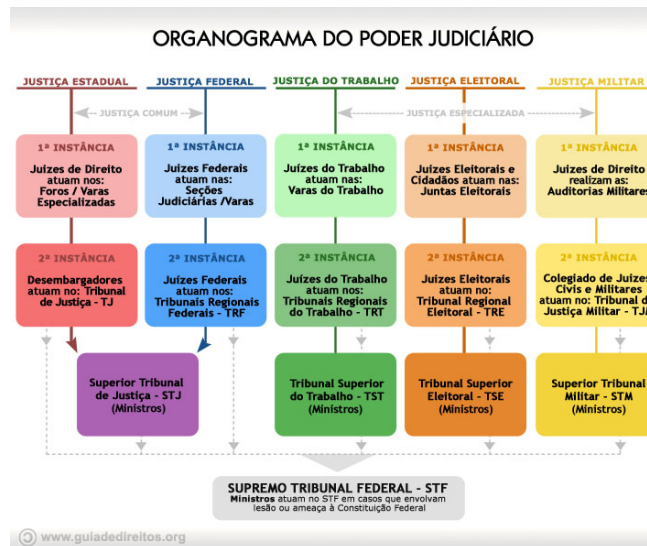 ORGANOGRAMA DO PODER JUDICIÁRIO
JUSTIÇA ESTADUAL
JUSTIÇA FEDERAL
JUSTIÇA DO TRABALHO
JUSTIÇA ELEITORAL
JUSTIÇA MILITAR
JUSTIÇA COMUM
JUSTIÇA ESPECIALIZADA
1ª INSTÂNCIA
Juizes de Direito
atuam nos:
Foros / Varas
Especializadas
1ª INSTÂNCIA
Juizes Federais
atuam nas:
Seções
Judiciárias /Varas
1ª INSTÂNCIA
Juízes do Trabalho
atuam nas:
Varas do Trabalho
1ª INSTÂNCIA
Juizes Eleitorais e
Cidadãos atuam nas:
Juntas Eleitorais
1ª INSTÂNCIA
Juizes de Direito
realizam as:
Auditorias Militares
2ª INSTÂNCIA
Desembargadores
atuam no: Tribunal
de Justiça - TJ
2ª INSTÂNCIA
Juízes Federais
atuam nos:
Tribunais Regionais
Federais - TRF
2ª INSTÂNCIA
Juízes do Trabalho
atuam nos:
Tribunais Regionais
do Trabalho - TRT
2ª INSTÂNCIA
Juizes Eleitorais
atuam no:
Tribunal Regional
Eleitoral - TRE
2ª INSTÂNCIA
Colegiado de Juizes
Civis e Militares
atuam no: Tribunal d
Justiça Militar - TJM
Superior Tribunal
de Justiça - STJ
(Ministros)
Tribunal Superior
do Trabalho - TST
(Ministros)
Tribunal Superior
Eleitoral - TSE
(Ministros)
Superior Tribunal
Militar - STM
(Ministros)
SUPREMO TRIBUNAL FEDERAL - STF
Ministros atuam no STF em casos que envolvam
lesão ou ameaça à Constituição Federal
© www.guiadedireitos.org